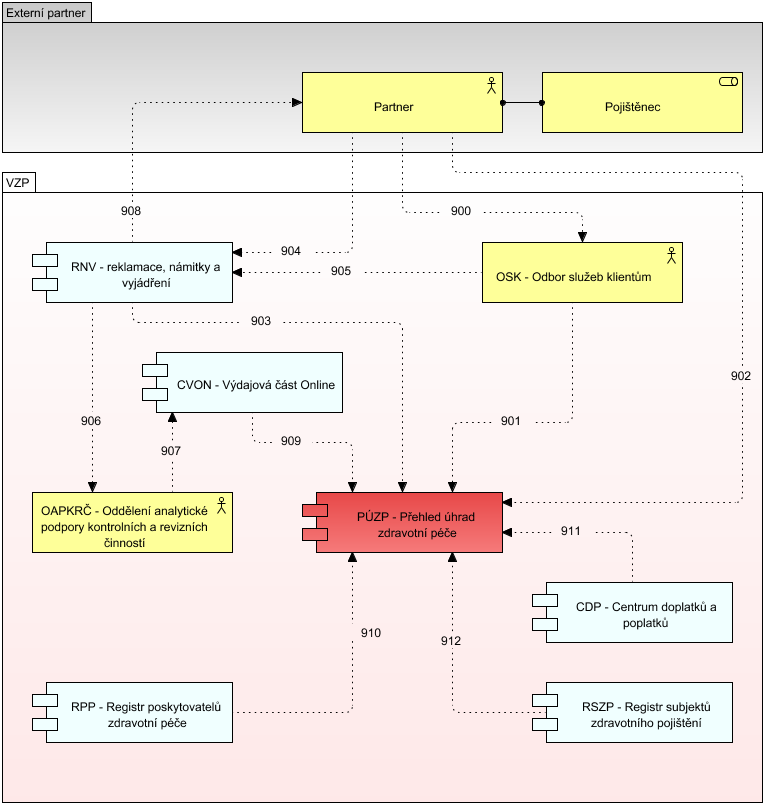 Externí partner
Partner
Pojištěnec
VZP
908
900
904
905
RNV - reklamace, námitky a
vyjádření
OSK - Odbor služeb klientům
903
902
CVON - Výdajová část Online
906
907
909
901
OAPKRČ - Oddělení analytické
podpory kontrolních a revizních
činností
PÚZP - Přehled úhrad
zdravotní péče
911
CDP - Centrum doplatků a
poplatků
910
912
RPP - Registr poskytovatelů
zdravotní péče
RSZP - Registr subjektů
zdravotního pojištění